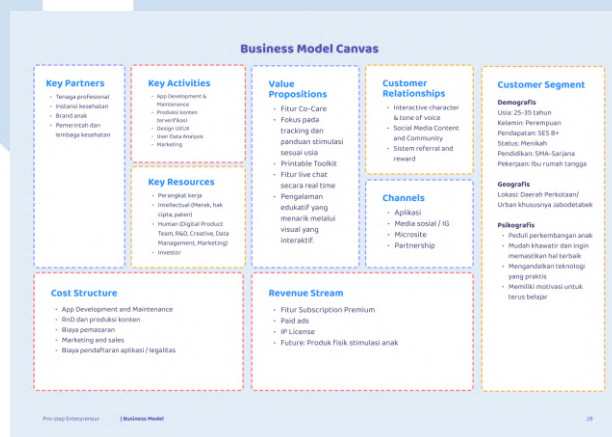 Business Model Canvas
Key Partners
• Tenaga profesional
• Instansi kesehatan
• Brand anak
• Pemerintah dan
lembaga kesehatan
Key Activities
• App Development &
Maintenance
• Produksi konten
terverifikasi
• Design UI/UX
• User Data Analysis
• Marketing
Key Resources
• Perangkat kerja
• Intellectual (Merek, hak
cipta, paten)
• Human (Digital Product
Team, R&D, Creative, Data
Management, Marketing)
• Investor
Value
Propositions
• Fitur Co-Care
• Fokus pada
tracking dan
panduan stimulasi
sesuai usia
• Printable Toolkit
• Fitur live chat
secara real time
• Pengalaman
edukatif yang
menarik melalui
visual yang
interaktif.
Customer
Relationships
• Interactive character
& tone of voice
• Social Media Content
and Community
• Sistem referral and
reward
Channels
• Aplikasi
• Media sosial / IG
• Microsite
• Partnership
Customer Segment
Demografis
Usia: 25-35 tahun
Kelamin: Perempuan
Pendapatan: SES B+
Status: Menikah
Pendidikan: SMA-Sarjana
Pekerjaan: Ibu rumah tangga
Geografis
Lokasi: Daerah Perkotaan/
Urban khususnya Jabodetabek
Psikografis
• Peduli perkembangan anak
• Mudah khawatir dan ingin
memastikan hal terbaik
• Mengandalkan teknologi
yang praktis
• Memiliki motivasi untuk
terus belajar
Cost Structure
• App Development and Maintenance
• RnD dan produksi konten
• Biaya pemasaran
• Marketing and sales
• Biaya pendaftaran aplikasi / legalitas
Revenue Stream
• Fitur Subscription Premium
• Paid ads
• IP License
• Future: Produk fisik stimulasi anak
Pro-step Enterpreneur | Business Model 28